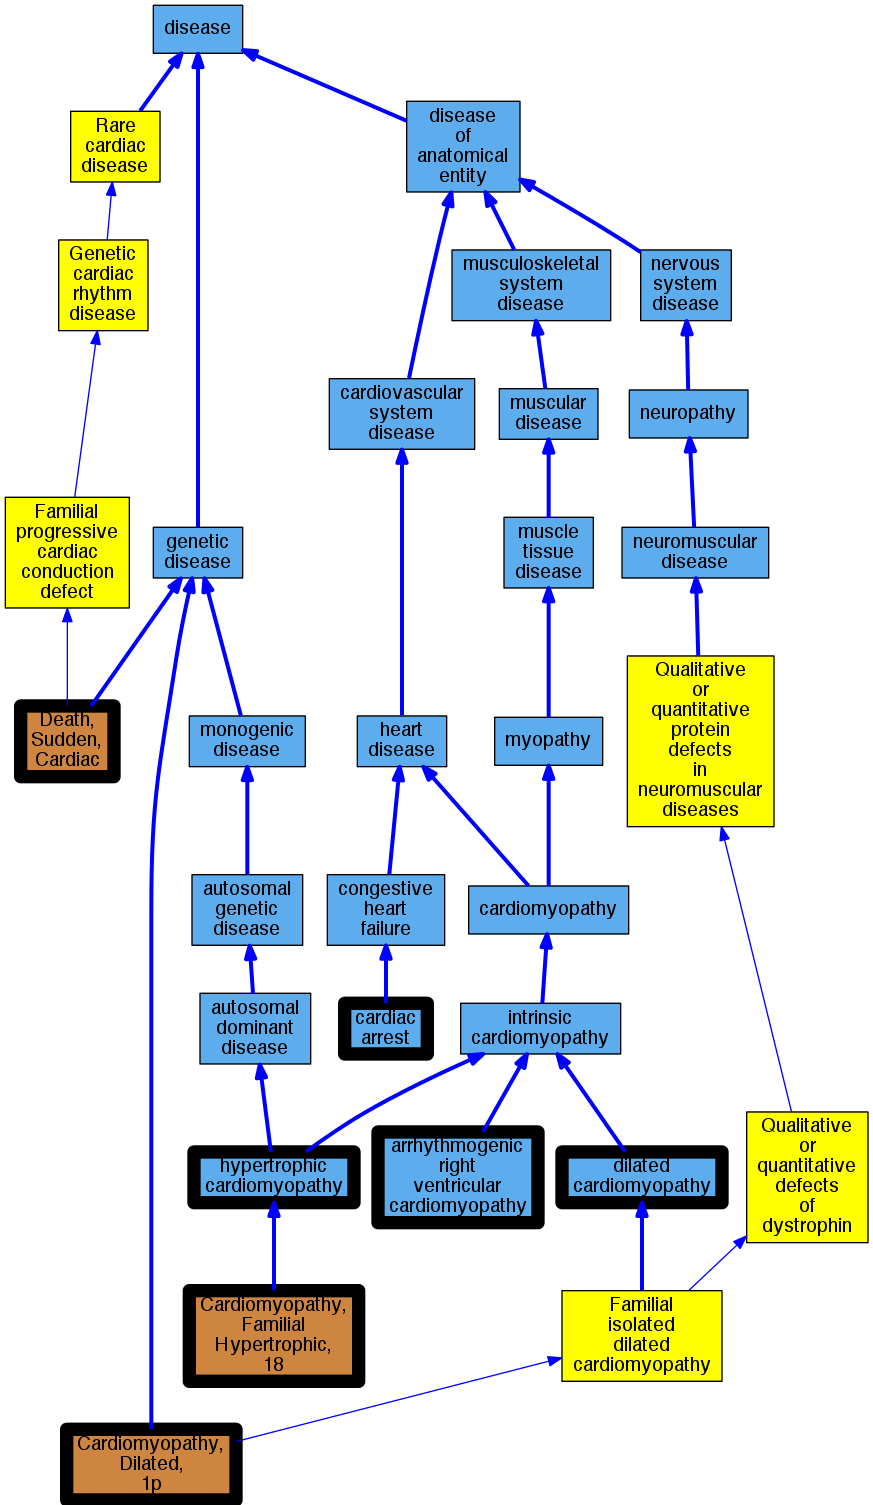 disease
Rare
cardiac
disease
disease
of
anatomical
entity
Genetic
cardiac
rhythm
disease
musculoskeletal
system
disease
nervous
system
disease
cardiovascular
system
disease
muscular
disease
neuropathy
Familial
progressive
cardiac
conduction
defect
genetic
disease
muscle
tissue
disease
neuromuscular
disease
Death,
Sudden,
Cardiac
monogenic
disease
heart
disease
myopathy
Qualitative
or
quantitative
protein
defects
in
neuromuscular
diseases
autosomal
genetic
disease
congestive
heart
failure
cardiomyopathy
autosomal
dominant
disease
cardiac
arrest
intrinsic
cardiomyopathy
hypertrophic
cardiomyopathy
arrhythmogenic
right
ventricular
cardiomyopathy
dilated
cardiomyopathy
Qualitative
or
quantitative
defects
of
dystrophin
Cardiomyopathy,
Familial
Hypertrophic,
18
Familial
isolated
dilated
cardiomyopathy
Cardiomyopathy,
Dilated,
1p